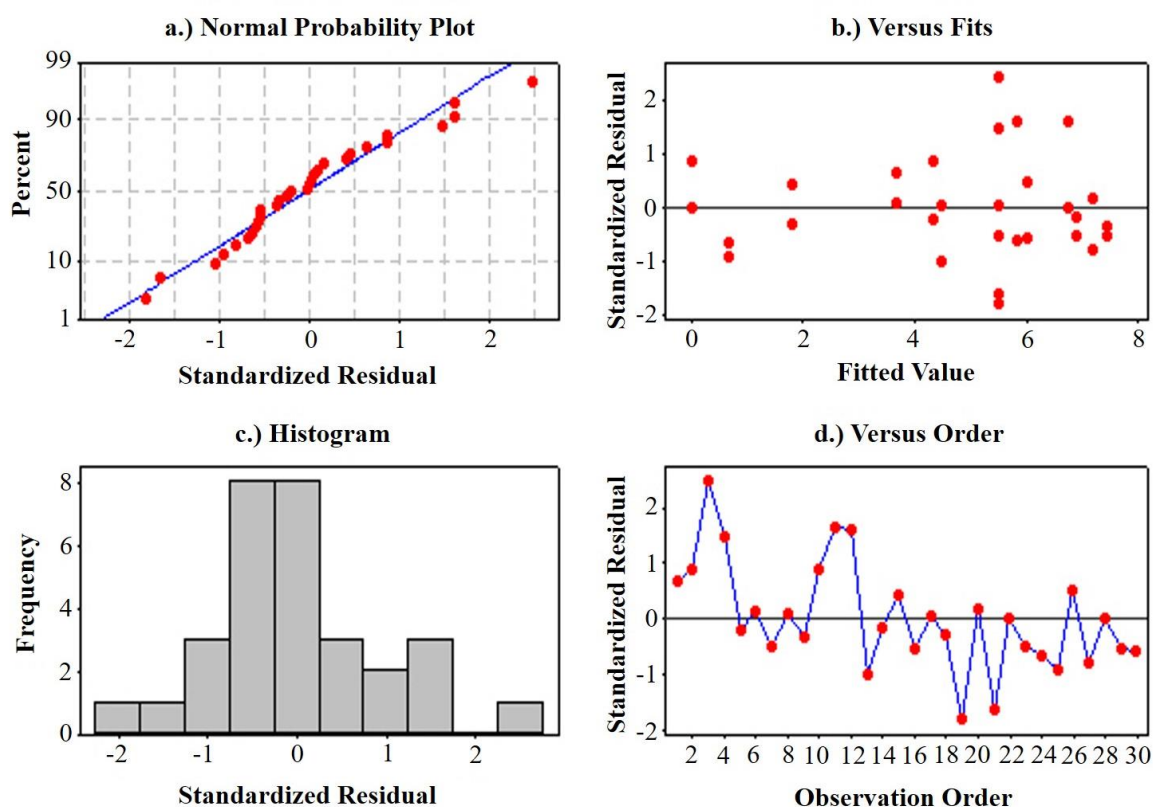 a.) Normal Probability Plot
99
90
50
10
1
Percent
-2 -1 0 1 2
Standardized Residual
b.) Versus Fits
2
1
0
-1
-2
Standardized Residual
0 2 4 6 8
Fitted Value
c.) Histogram
8
6
4
2
0
Frequency
-2 -1 0 1 2
Standardized Residual
d.) Versus Order
2
1
0
-1
-2
Standardized Residual
2 4 6 8 10 12 14 16 18 20 22 24 26 28 30
Observation Order